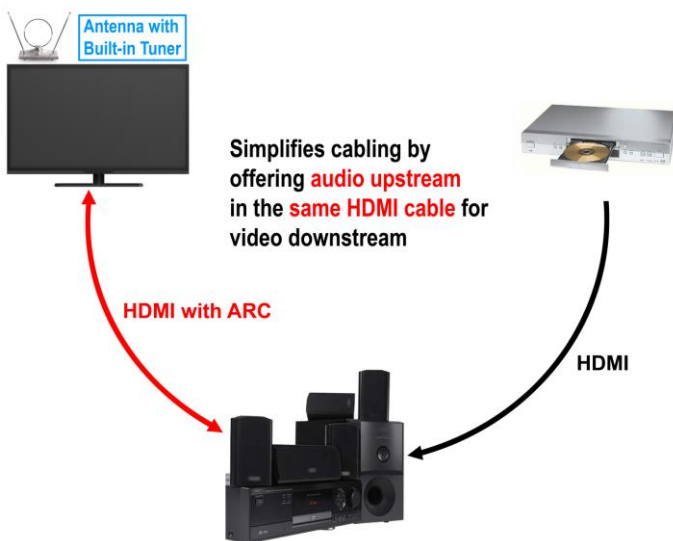 Antenna with
Built-in Tuner
Simplifies cabling by
offering audio upstream
in the same HDMI cable for
video downstream
HDMI with ARC
HDMI